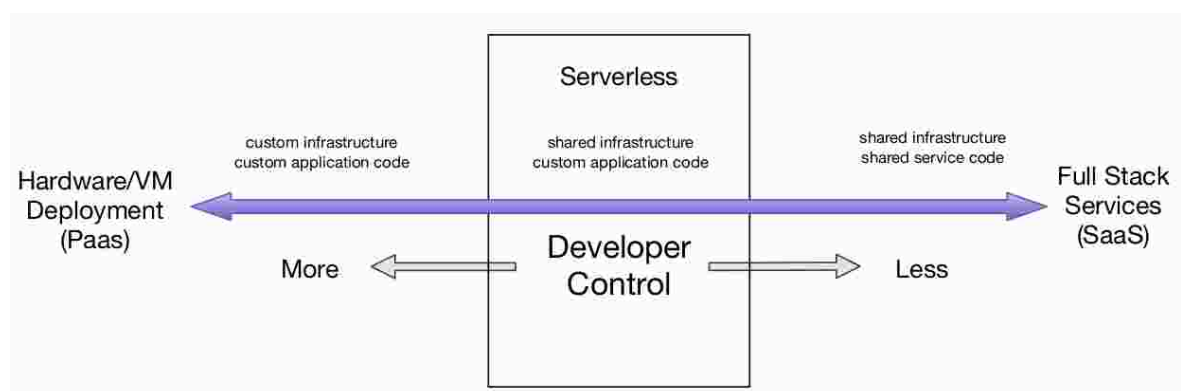 Serverless
custom infrastructure
custom application code
shared infrastructure
custom application code
shared infrastructure
shared service code
Hardware/VM
Deployment
(Paas)
Full Stack
Services
(SaaS)
Developer
Control
More
Less